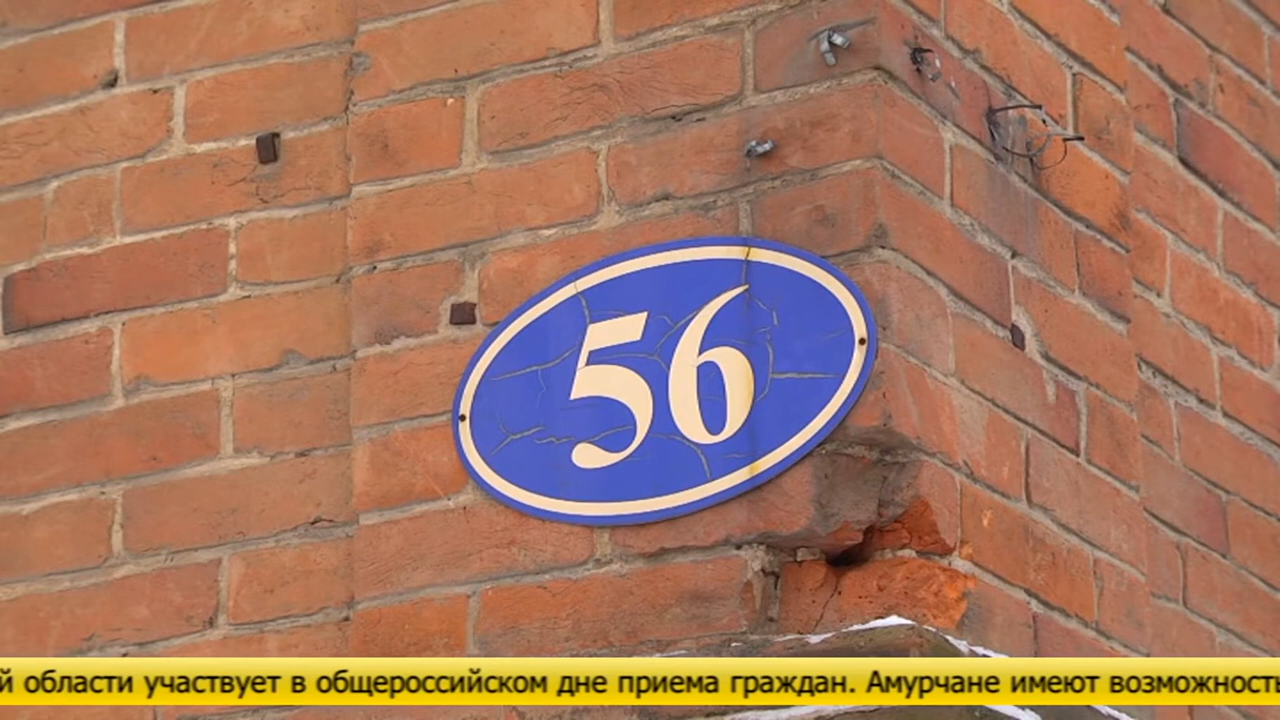 56
й области участвует в общероссийском дне приема граждан. Амурчане имеют возможность